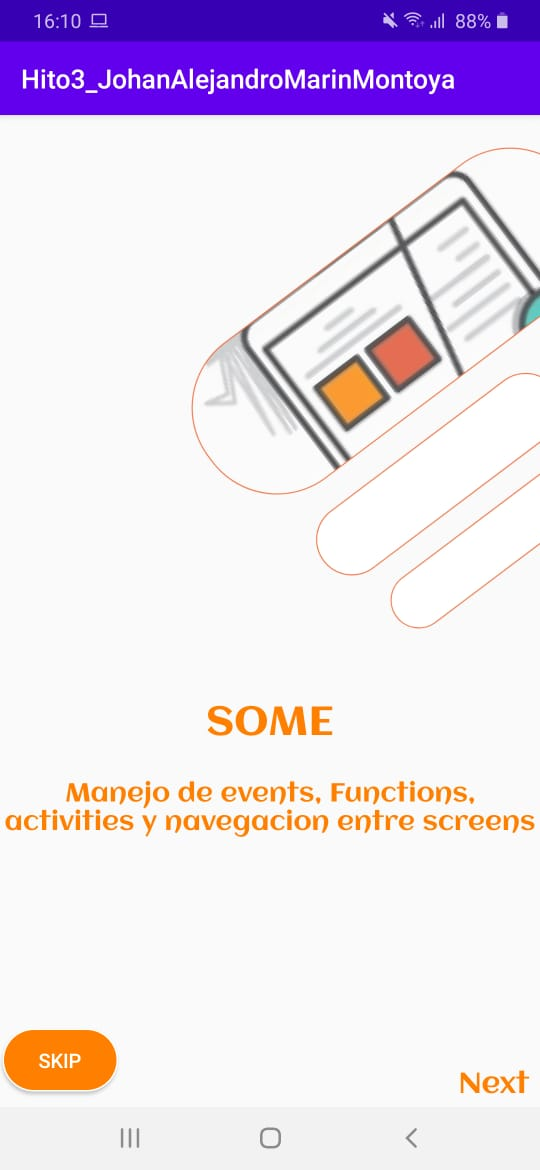 16:10
88%
Hito3_JohanAlejandroMarinMontoya
SOME
Manejo de events, Functions,
activities y navegacion entre screens
SKIP
Next